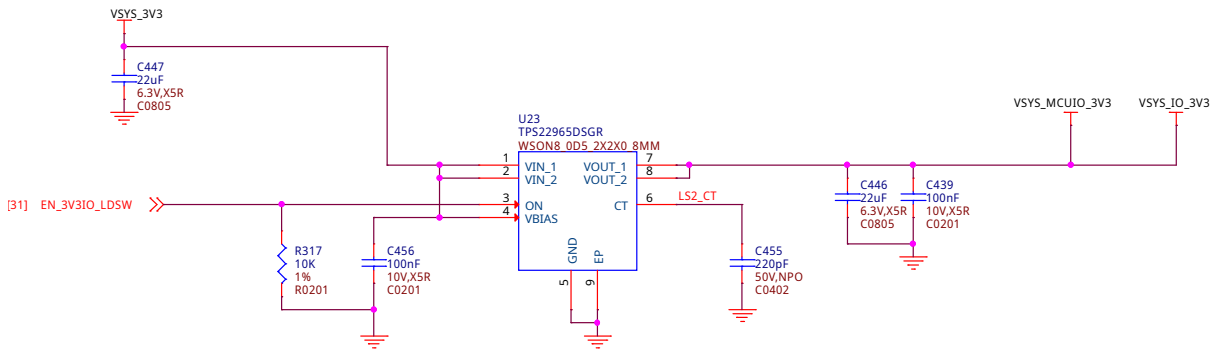 VSYS_3V3
C447
22uF
6.3V,X5R
C0805
VSYS_MCUIO_3V3
VSYS_IO_3V3
U23
TPS22965DSGR
WSON8_0D5_2X2X0_8MM
1
VIN_1
VOUT_1
7
2
VIN_2
VOUT_2
8
[31] EN_3V3IO_LDSW
3
ON
CT
6
LS2_CT
4
VBIAS
C446
22uF
6.3V,X5R
C0805
C439
100nF
10V,X5R
C0201
R317
10K
1%
R0201
C456
100nF
10V,X5R
C0201
GND
EP
5
9
C455
220pF
50V,NPO
C0402